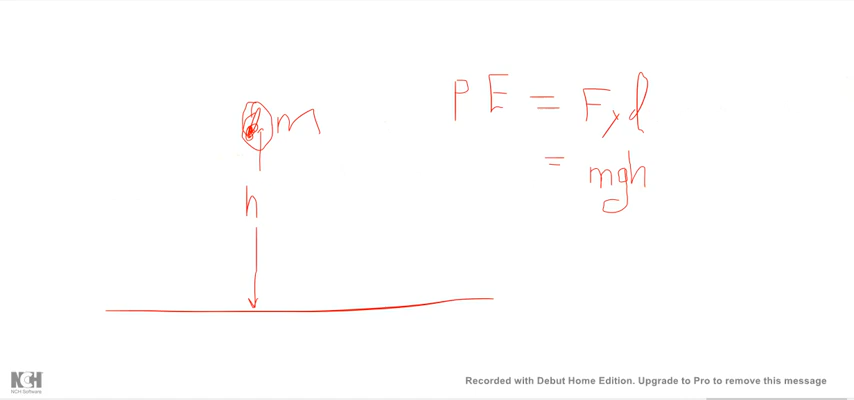 PE = F x d
= mgh
m
h
NCH
NCH Software
Recorded with Debut Home Edition. Upgrade to Pro to remove this message